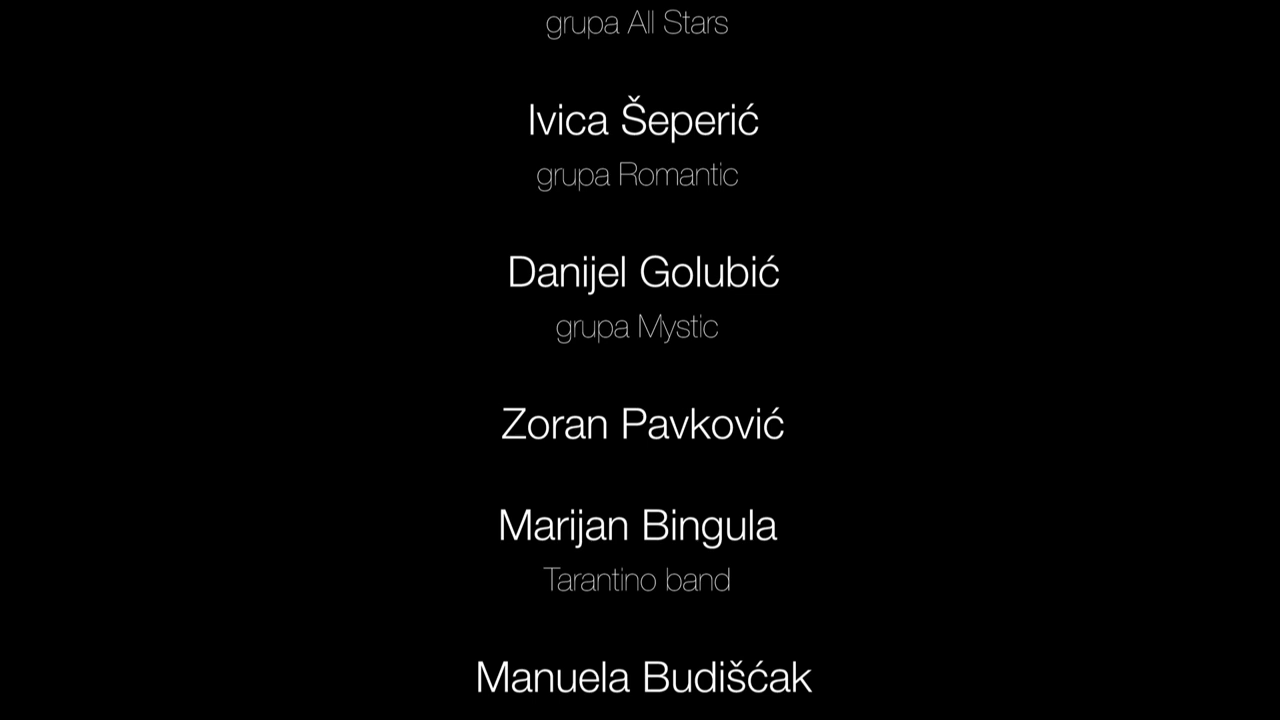 grupa All Stars
Ivica Šeperić
grupa Romantic
Danijel Golubić
grupa Mystic
Zoran Pavković
Marijan Bingula
Tarantino band
Manuela Budišćak